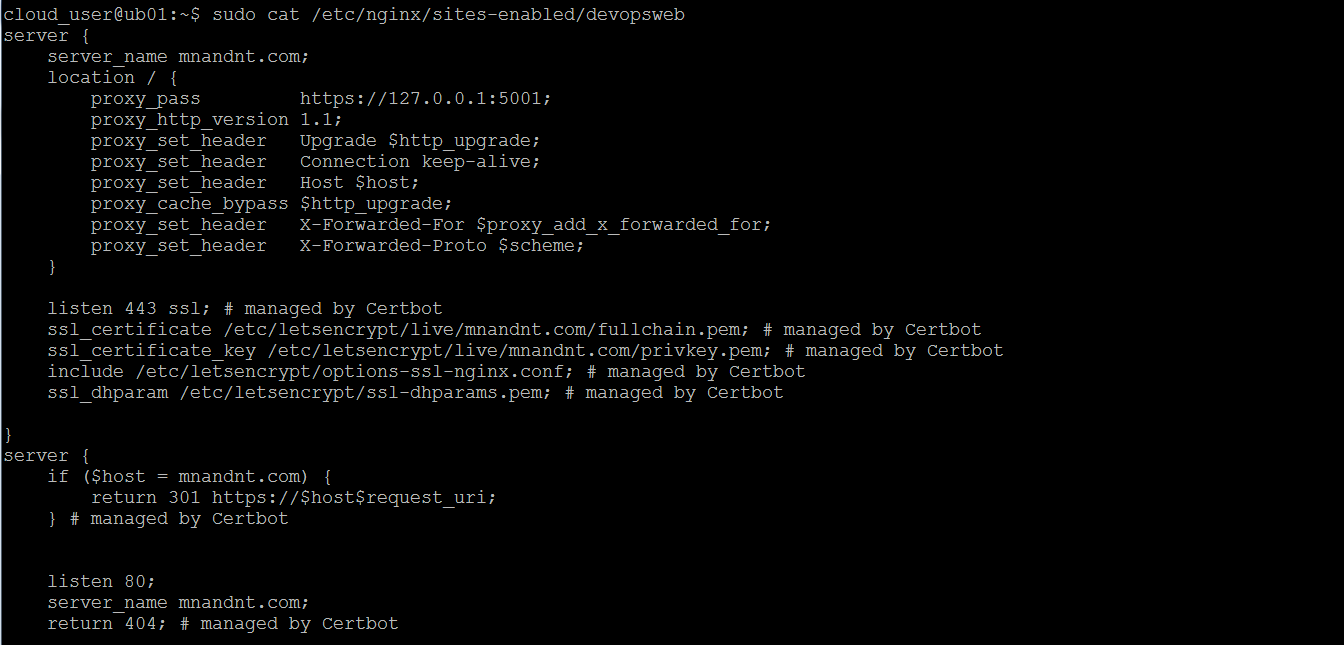 cloud_user@ub01:~$ sudo cat /etc/nginx/sites-enabled/devopsweb
server {
    server_name mnandnt.com;
    location / {
        proxy_pass         https://127.0.0.1:5001;
        proxy_http_version 1.1;
        proxy_set_header   Upgrade $http_upgrade;
        proxy_set_header   Connection keep-alive;
        proxy_set_header   Host $host;
        proxy_cache_bypass $http_upgrade;
        proxy_set_header   X-Forwarded-For $proxy_add_x_forwarded_for;
        proxy_set_header   X-Forwarded-Proto $scheme;
    }

    listen 443 ssl; # managed by Certbot
    ssl_certificate /etc/letsencrypt/live/mnandnt.com/fullchain.pem; # managed by Certbot
    ssl_certificate_key /etc/letsencrypt/live/mnandnt.com/privkey.pem; # managed by Certbot
    include /etc/letsencrypt/options-ssl-nginx.conf; # managed by Certbot
    ssl_dhparam /etc/letsencrypt/ssl-dhparams.pem; # managed by Certbot

}
server {
    if ($host = mnandnt.com) {
        return 301 https://$host$request_uri;
    } # managed by Certbot


    listen 80;
    server_name mnandnt.com;
    return 404; # managed by Certbot